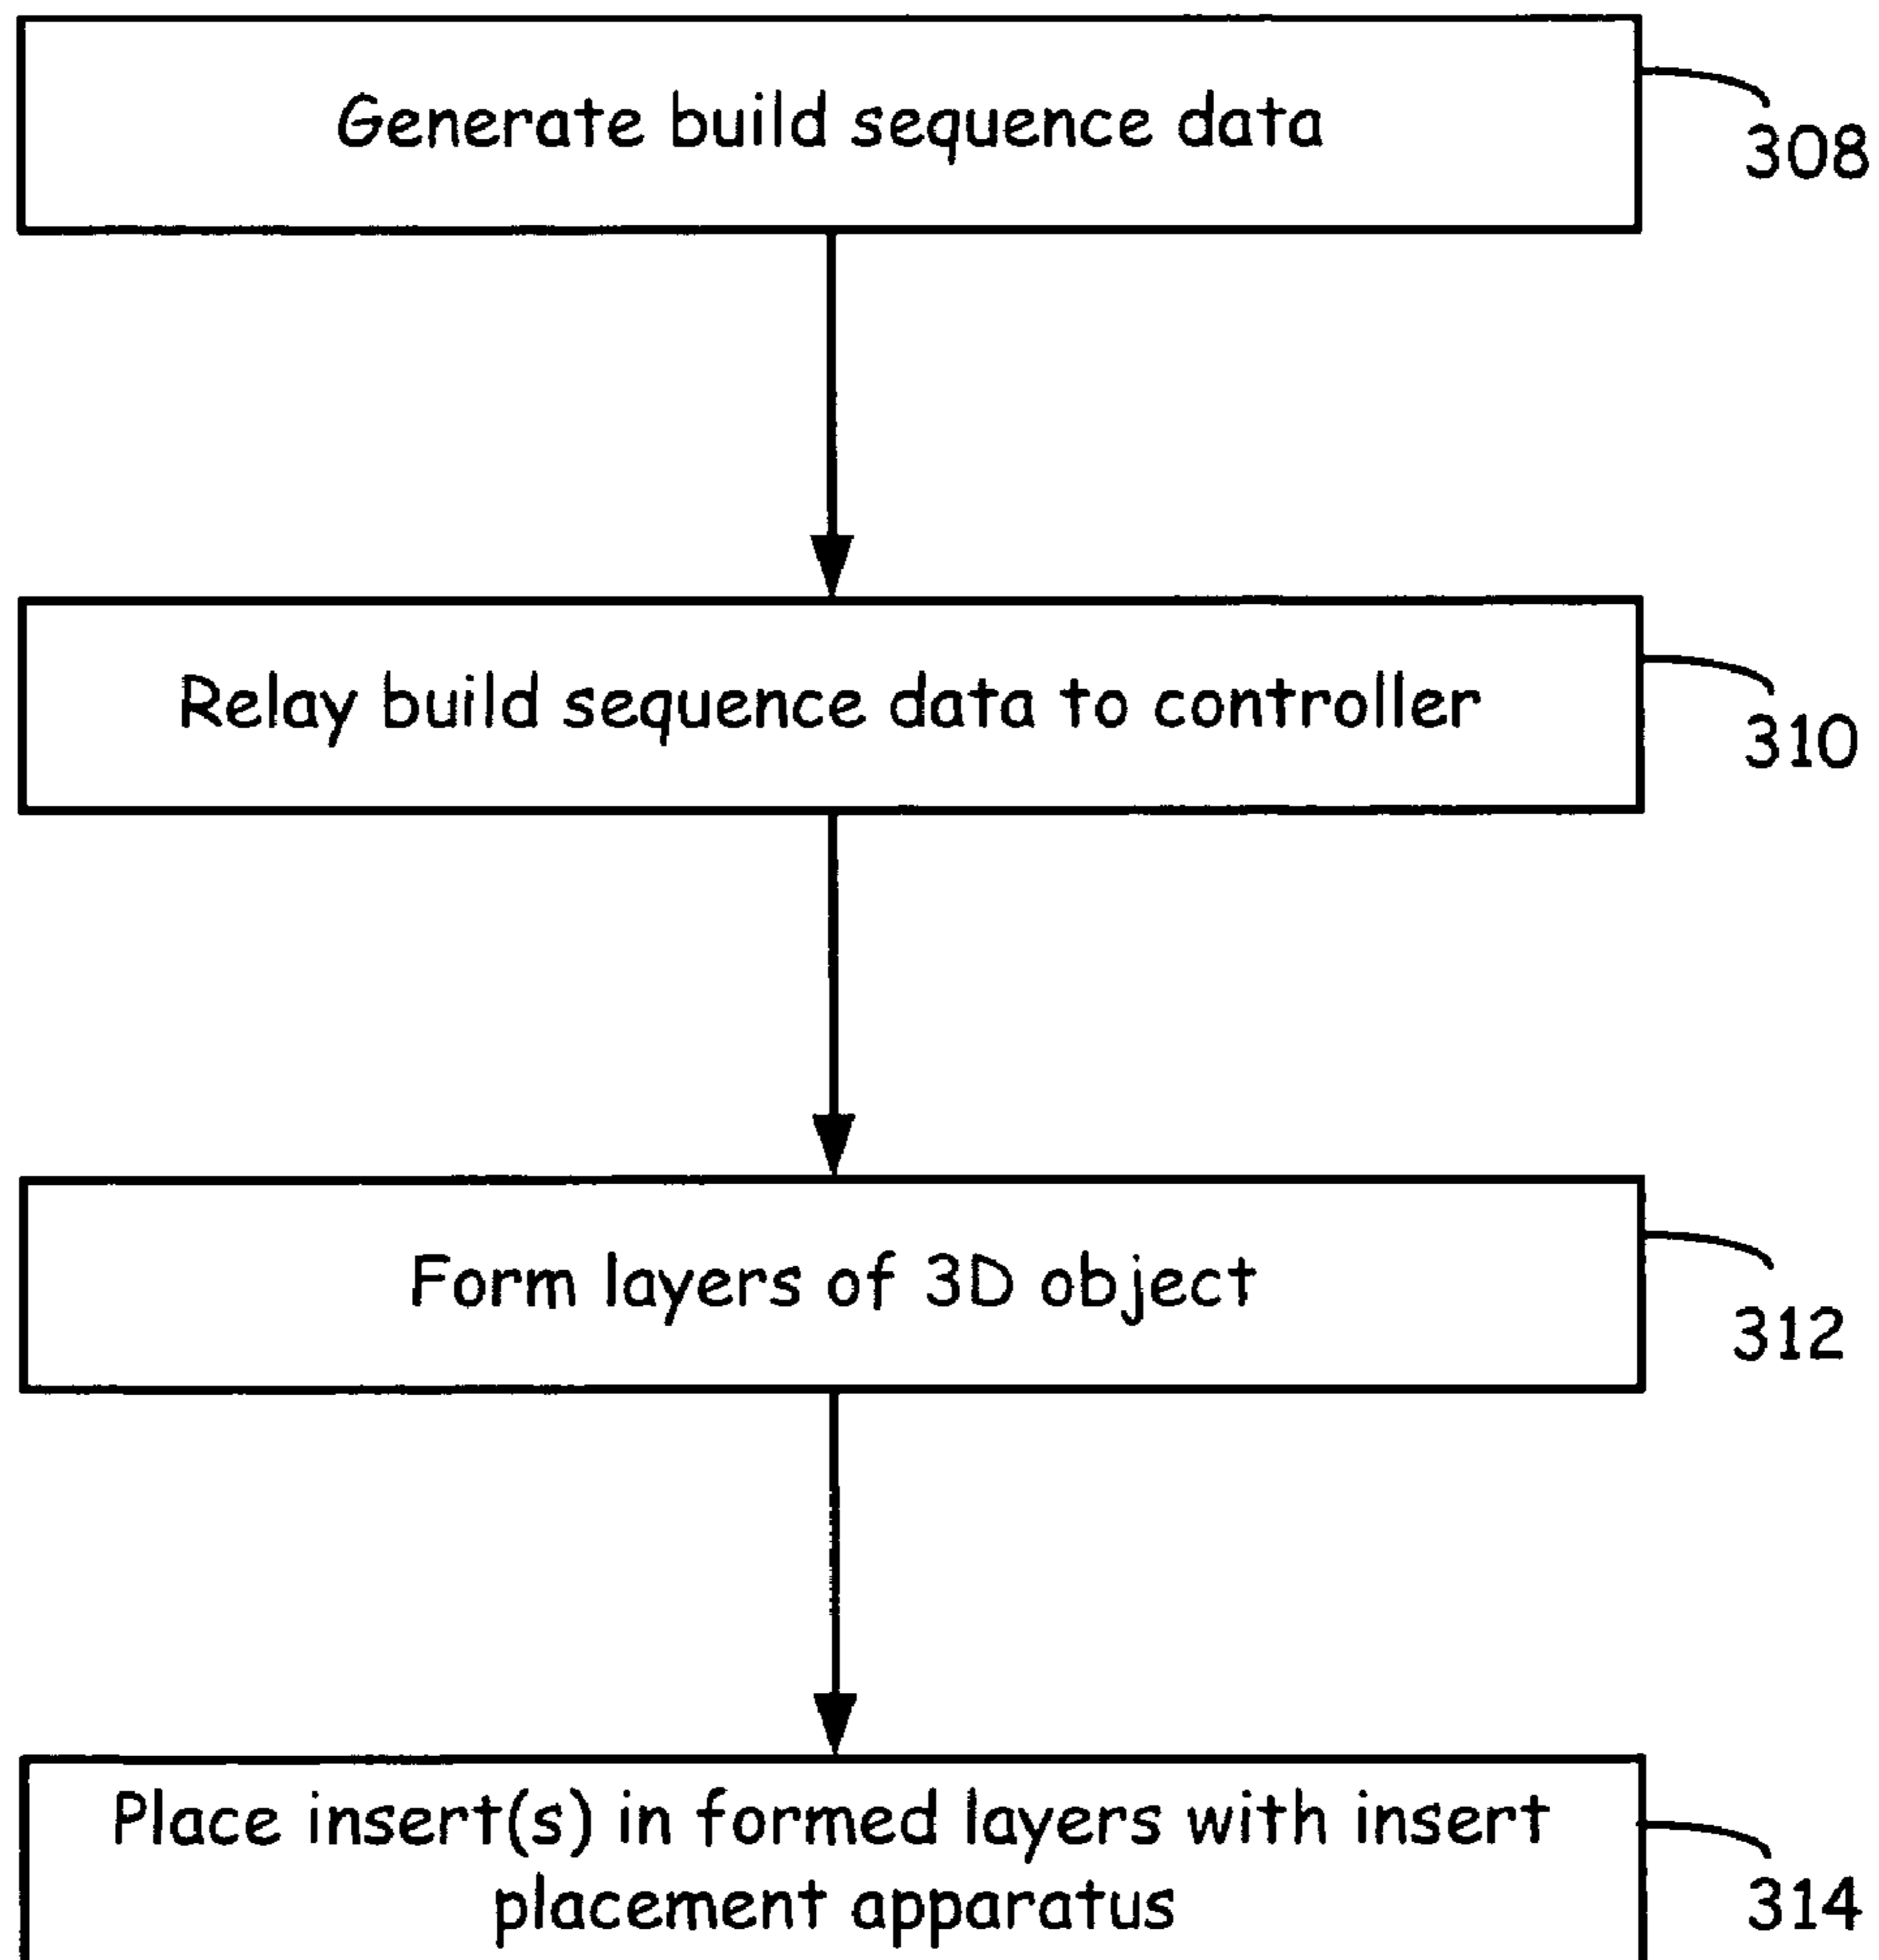 Generate build sequence data
308
Relay build sequence data to controller
310
Form layers of 3D object
312
Place insert(s) in formed layers with insert
placement apparatus
314